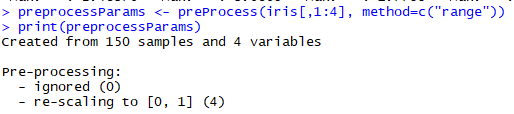 > preprocessParams <- preProcess(iris[,1:4], method=c("range"))
> print(preprocessParams)
Created from 150 samples and 4 variables
Pre-processing:
- ignored (0)
- re-scaling to [0, 1] (4)